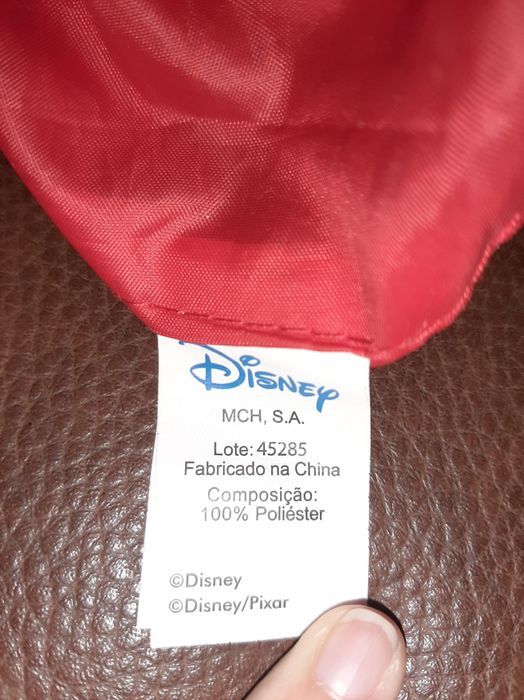 Disney
MCH, S.A.
Lote: 45285
Fabricado na China
Composição:
100% Poliéster
©Disney
©Disney/Pixar